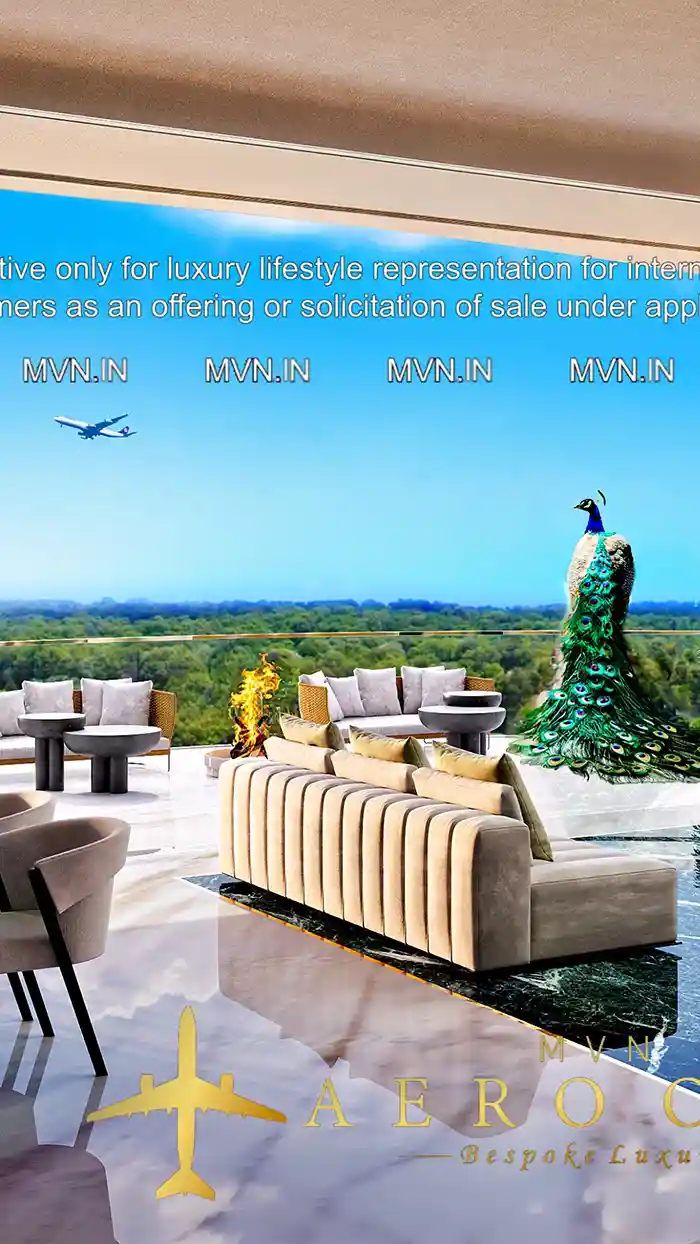 tive only for luxury lifestyle representation for intern
mers as an offering or solicitation of sale under appl
MVN.IN MVN.IN MVN.IN MVN.IN
MVN
AERO C
Bespoke Luxu